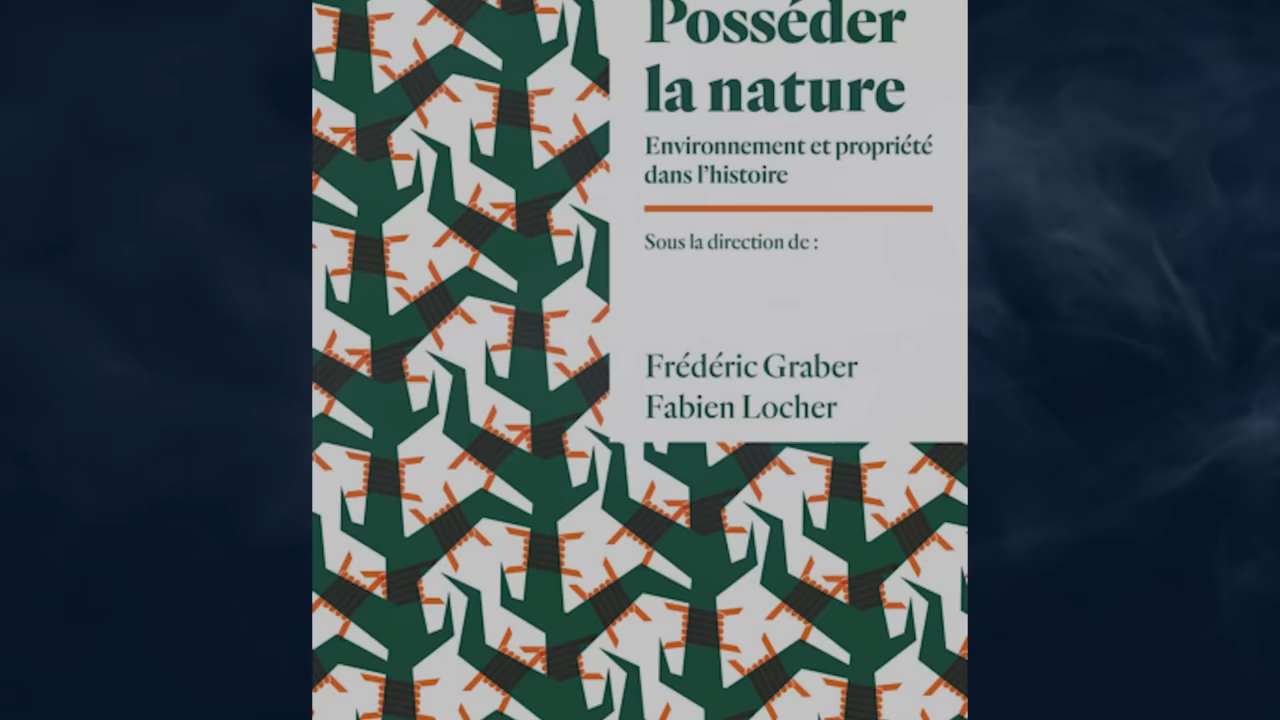 Posséder
la nature
Environnement et propriété
dans l'histoire
Sous la direction de :
Frédéric Graber
Fabien Locher